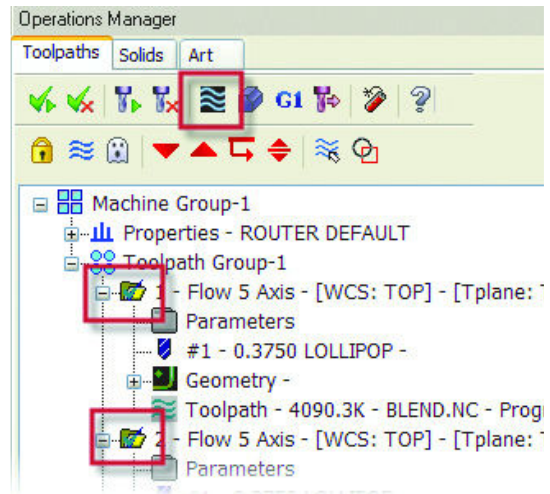 Operations Manager
Toolpaths Solids Art
G1
Machine Group-1
Properties - ROUTER DEFAULT
Toolpath Group-1
1 - Flow 5 Axis - [WCS: TOP] - [Tplane:
Parameters
#1 - 0.3750 LOLLIPOP -
Geometry -
Toolpath - 4090.3K - BLEND.NC - Prog
2 - Flow 5 Axis - [WCS: TOP] - [Tplane:
Parameters